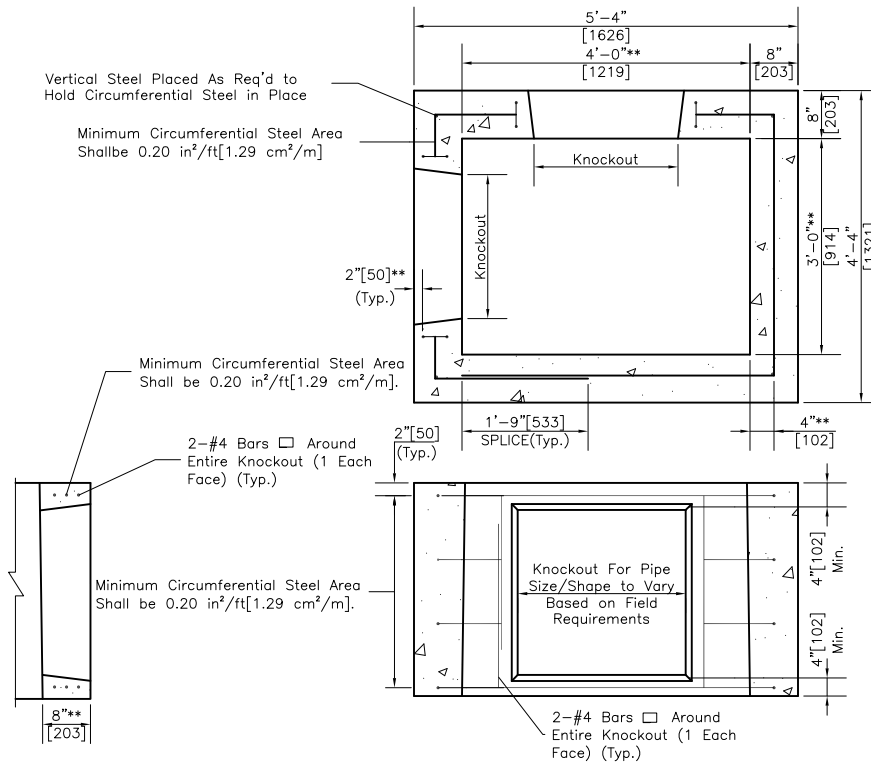 5'-4"
[1626]
4'-0"**
[1219]
8"
[203]
Vertical Steel Placed As Req'd to
Hold Circumferential Steel in Place
Minimum Circumferential Steel Area
Shallbe 0.20 in²/ft[1.29 cm²/m]
8"
[203]
Knockout
Knockout
3'-0"**
[914]
4'-4"
[1321]
2"[50]**
(Typ.)
Minimum Circumferential Steel Area
Shall be 0.20 in²/ft[1.29 cm²/m].
1'-9"[533]
SPLICE(Typ.)
4"**
[102]
2"[50]
(Typ.)
2-#4 Bars □ Around
Entire Knockout (1 Each
Face) (Typ.)
Minimum Circumferential Steel Area
Shall be 0.20 in²/ft[1.29 cm²/m].
Knockout For Pipe
Size/Shape to Vary
Based on Field
Requirements
4"[102]
Min.
4"[102]
Min.
8"**
[203]
2-#4 Bars □ Around
Entire Knockout (1 Each
Face) (Typ.)